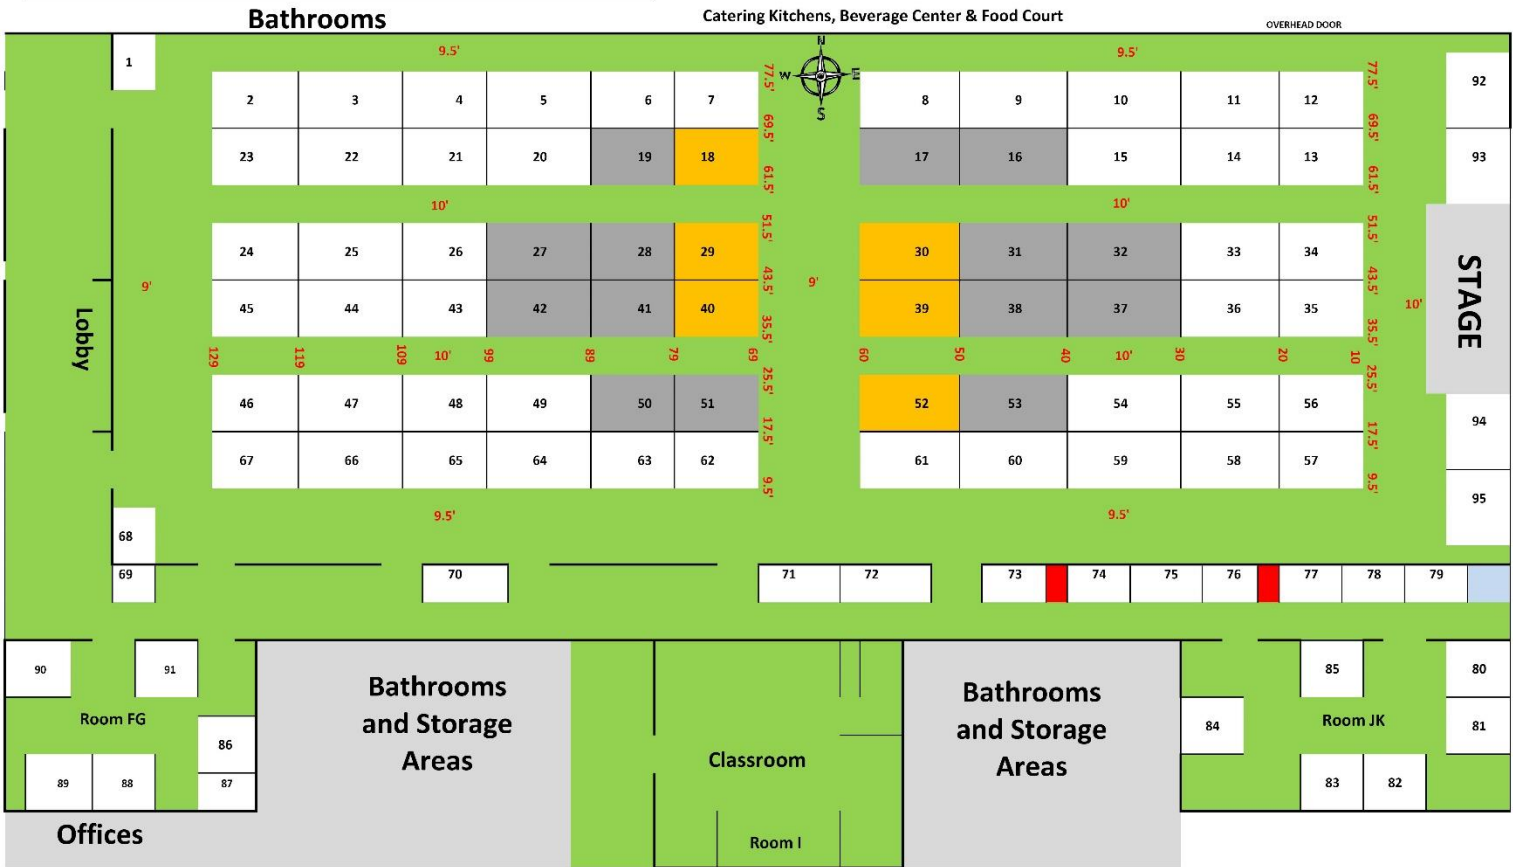 Bathrooms
Catering Kitchens, Beverage Center & Food Court
OVERHEAD DOOR
1
9.5'
N
W E
S
9.5'
77.5'
77.5'
92
2 3 4 5 6 7
8 9 10 11 12
69.5'
69.5'
23 22 21 20 19 18
17 16 15 14 13
93
61.5'
61.5'
10'
10'
51.5'
51.5'
24 25 26 27 28 29
30 31 32 33 34
43.5'
43.5'
9'
9'
10'
STAGE
45 44 43 42 41 40
39 38 37 36 35
35.5'
35.5'
Lobby
129 119 109 10' 99 89 79 69
60 50 40 10' 30 20 10
25.5'
25.5'
46 47 48 49 50 51
52 53 54 55 56
94
17.5'
17.5'
67 66 65 64 63 62
61 60 59 58 57
9.5'
9.5'
95
9.5'
9.5'
68
69 70 71 72 73 74 75 76 77 78 79
90 91
85 80
Bathrooms
and Storage
Areas
Bathrooms
and Storage
Areas
Room FG
Room JK
84 81
86
Classroom
89 88 87
83 82
Offices
Room I